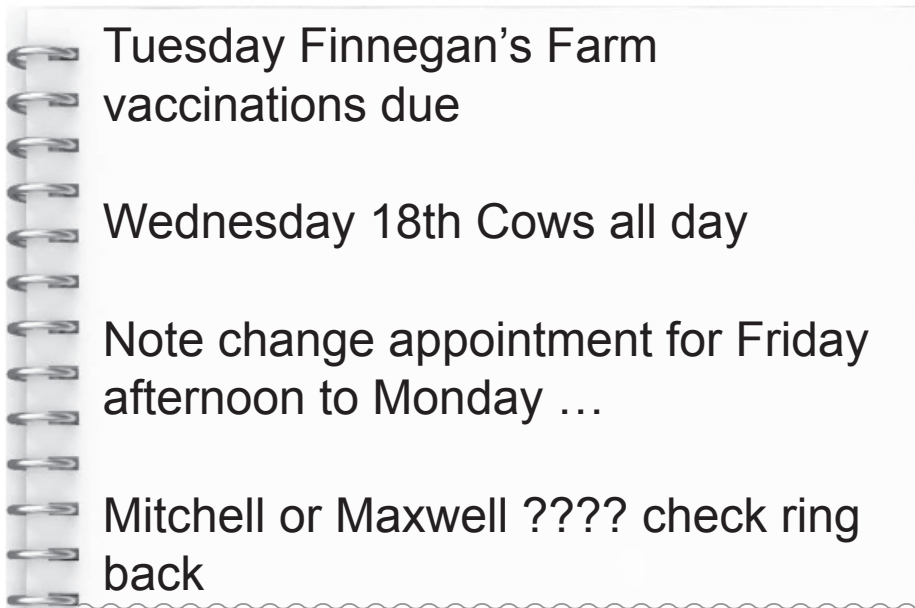 Tuesday Finnegan’s Farm
vaccinations due
Wednesday 18th Cows all day
Note change appointment for Friday
afternoon to Monday …
Mitchell or Maxwell ???? check ring
back